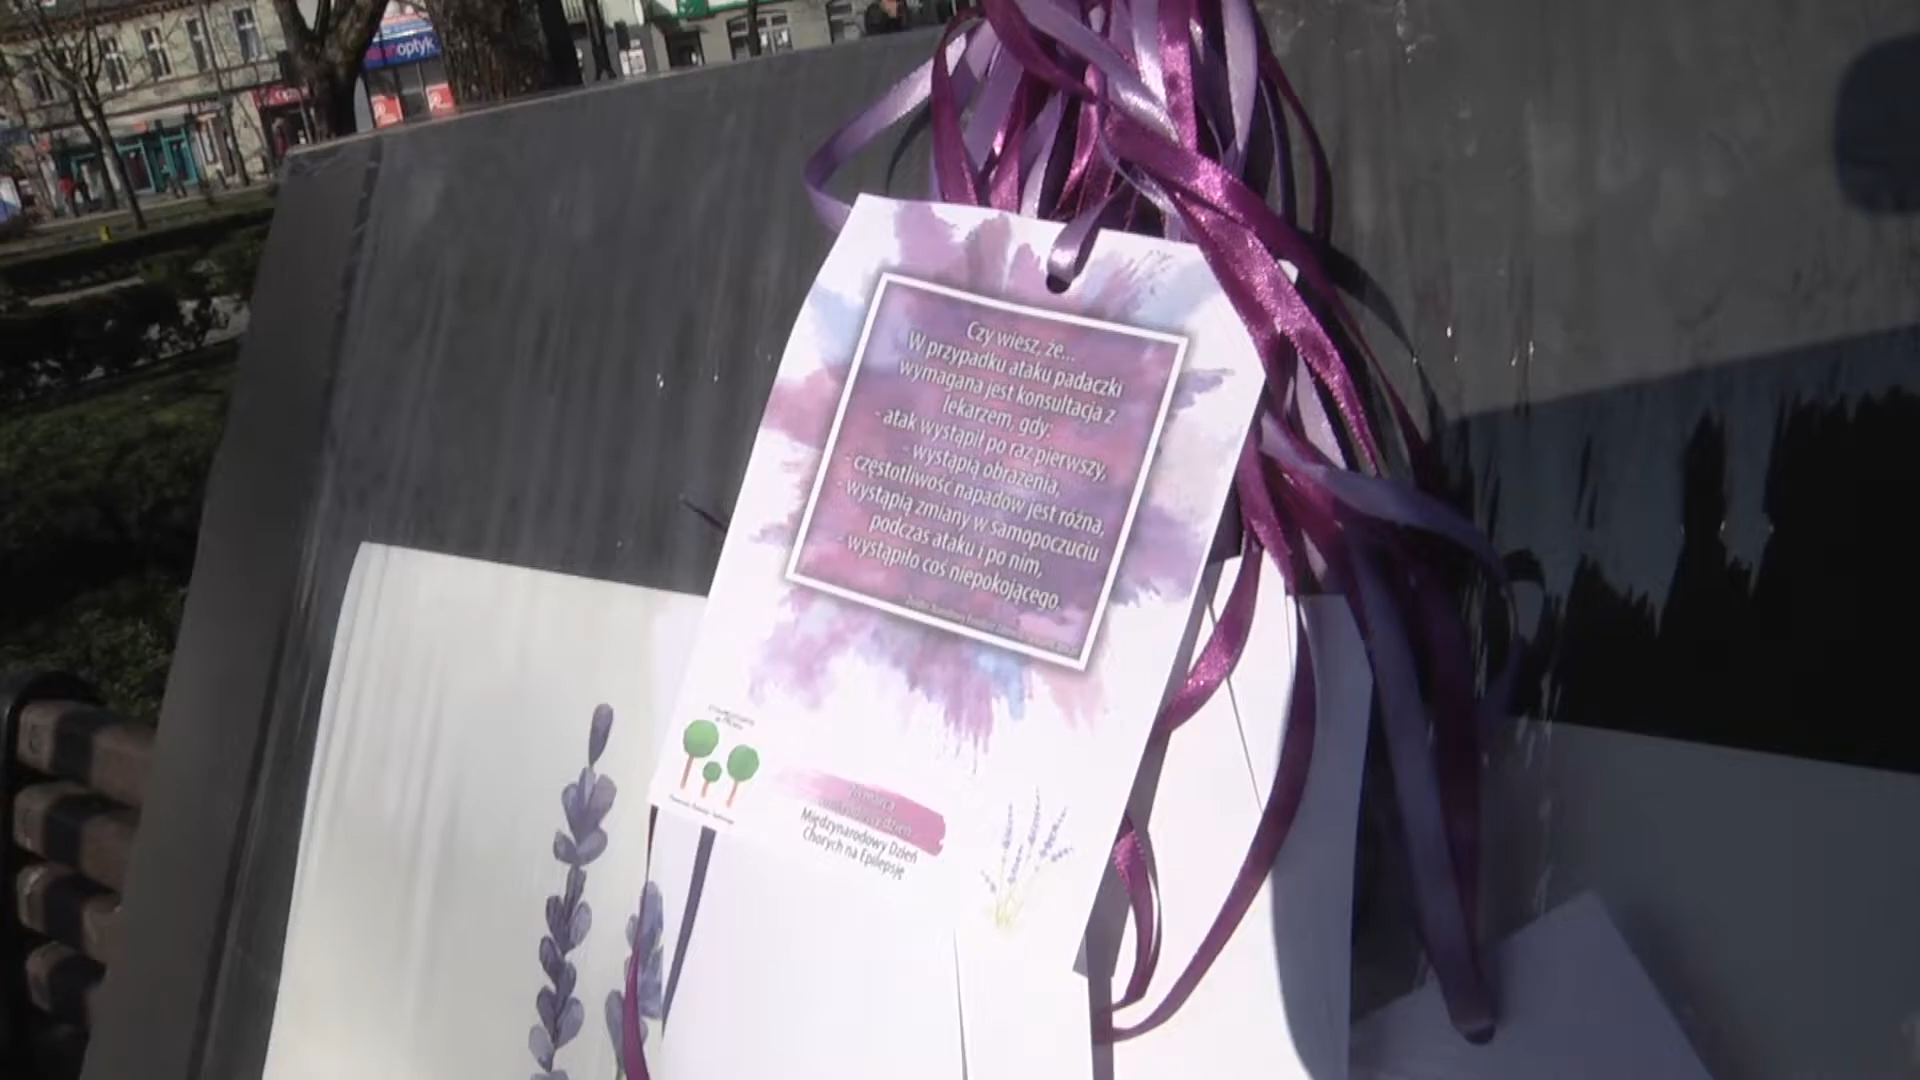 optyk
Czy wiesz, że...
W przypadku ataku padaczki
wymagana jest konsultacja z
lekarzem, gdy:
- atak wystąpił po raz pierwszy,
- wystąpią obrażenia,
- częstotliwość napadów jest różna,
- wystąpią zmiany w samopoczuciu
podczas ataku i po nim,
- wystąpiło coś niepokojącego.
Międzynarodowy Dzień
Chorych na Epilepsję